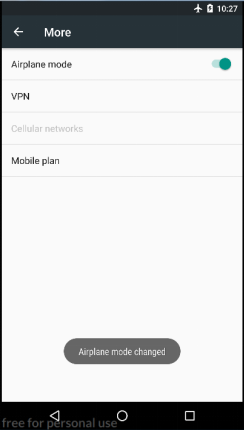 10:27
More
Airplane mode
VPN
Cellular networks
Mobile plan
Airplane mode changed
free for personal use